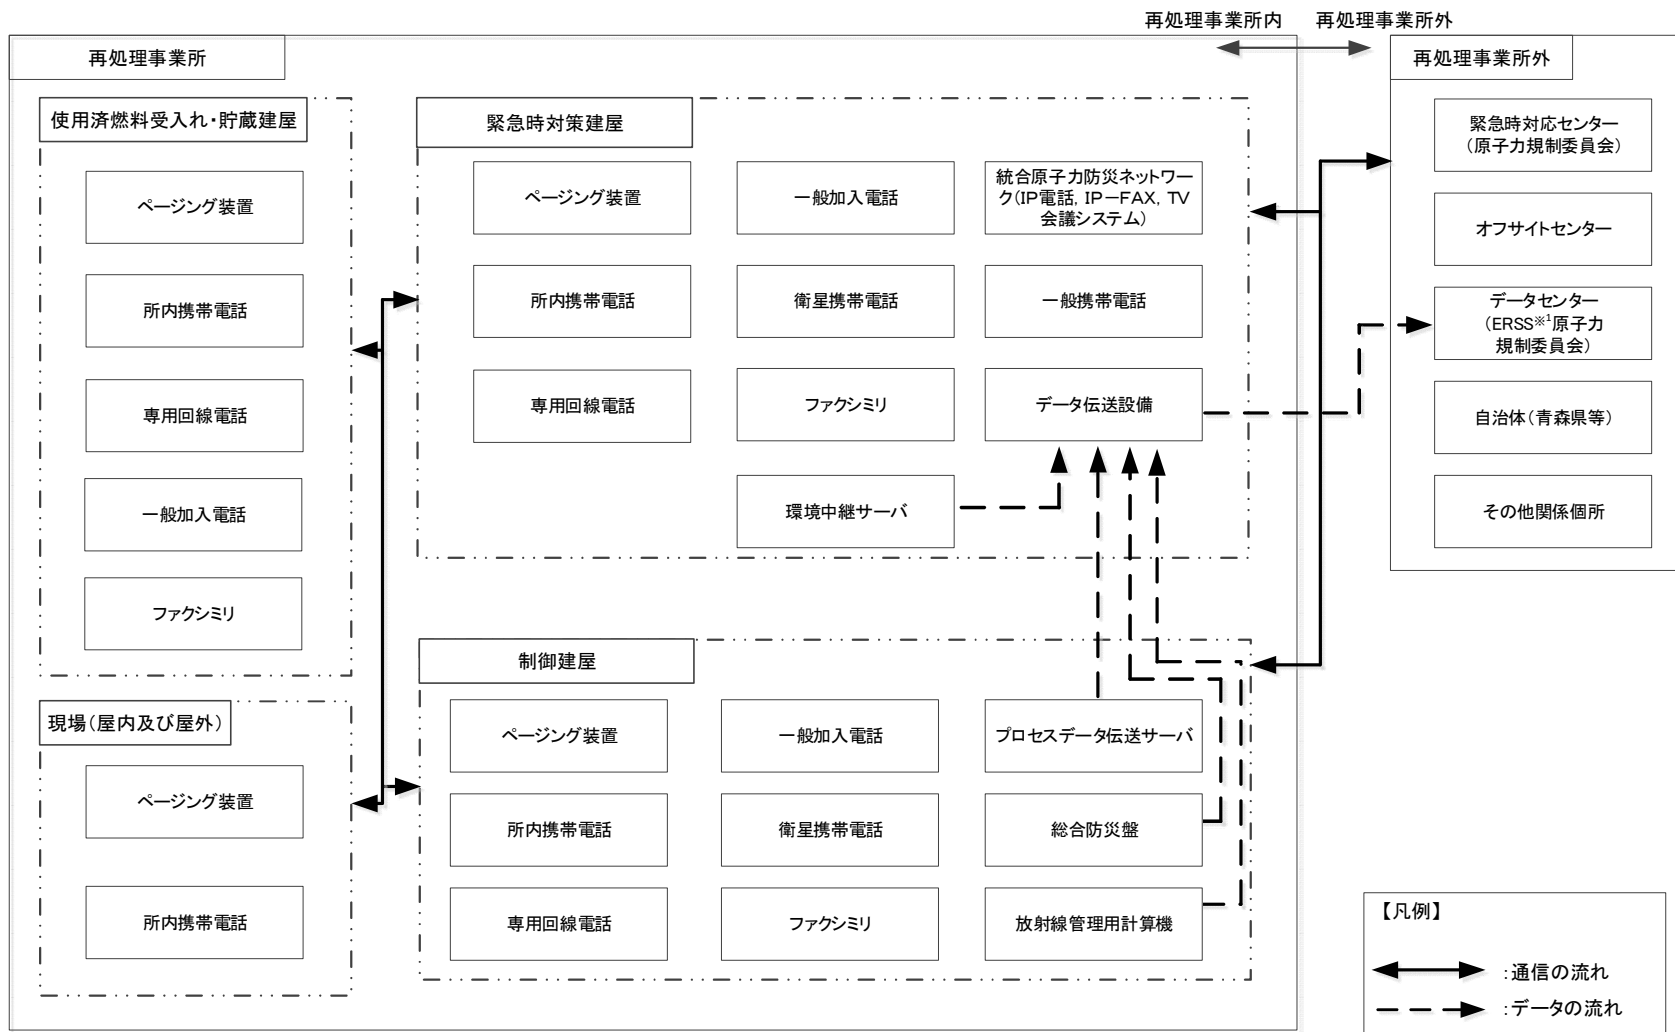 再処理事業所内
再処理事業所外
再処理事業所
使用済燃料受入れ・貯蔵建屋
ページング装置
所内携帯電話
専用回線電話
一般加入電話
ファクシミリ
現場（屋内及び屋外）
ページング装置
所内携帯電話
緊急時対策建屋
ページング装置
一般加入電話
統合原子力防災ネットワー
ク（IP電話，IP－FAX，TV
会議システム）
所内携帯電話
衛星携帯電話
一般携帯電話
専用回線電話
ファクシミリ
データ伝送設備
環境中継サーバ
制御建屋
ページング装置
一般加入電話
プロセスデータ伝送サーバ
所内携帯電話
衛星携帯電話
総合防災盤
専用回線電話
ファクシミリ
放射線管理用計算機
再処理事業所外
緊急時対応センター
（原子力規制委員会）
オフサイトセンター
データセンター
（ERSS※1原子力
規制委員会）
自治体（青森県等）
その他関係個所
【凡例】
：通信の流れ
：データの流れ